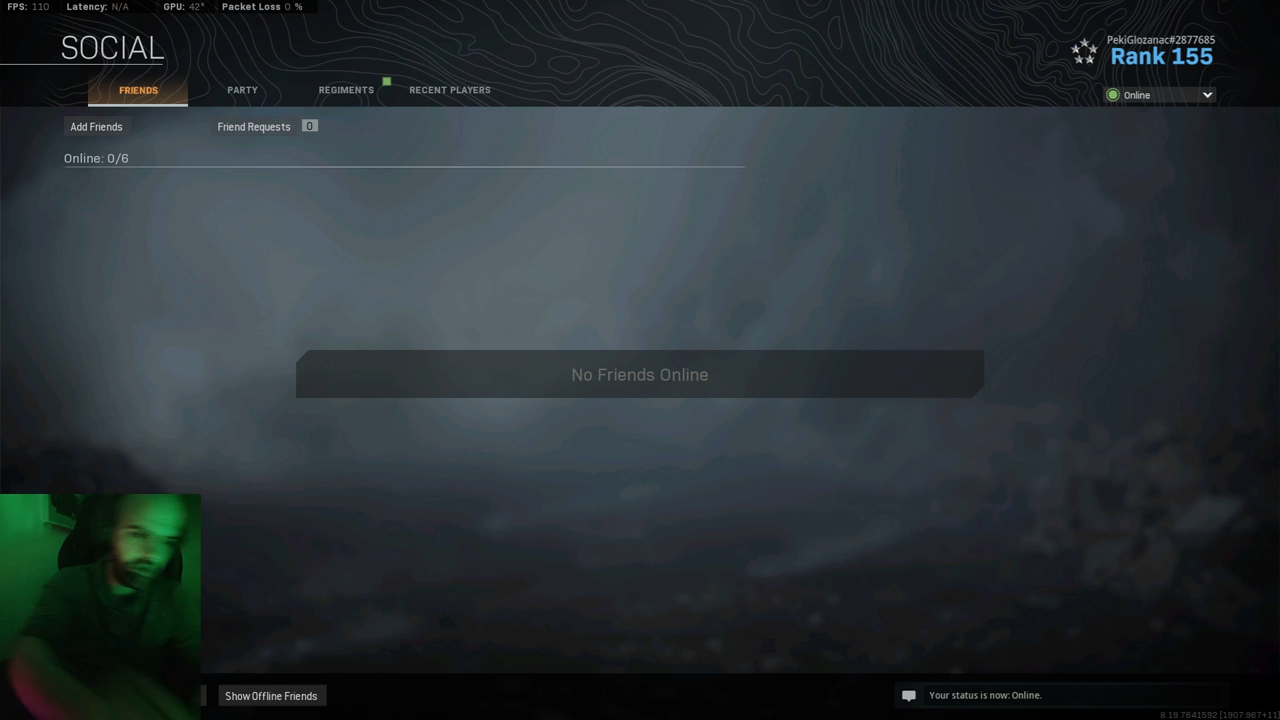 FPS: 110 Latency: N/A GPU: 42° Packet Loss 0 %
SOCIAL
PekiGlozanac#2877685
Rank 155
FRIENDS PARTY REGIMENTS RECENT PLAYERS
Online
Add Friends Friend Requests 0
Online: 0/6
No Friends Online
Show Offline Friends
Your status is now: Online.